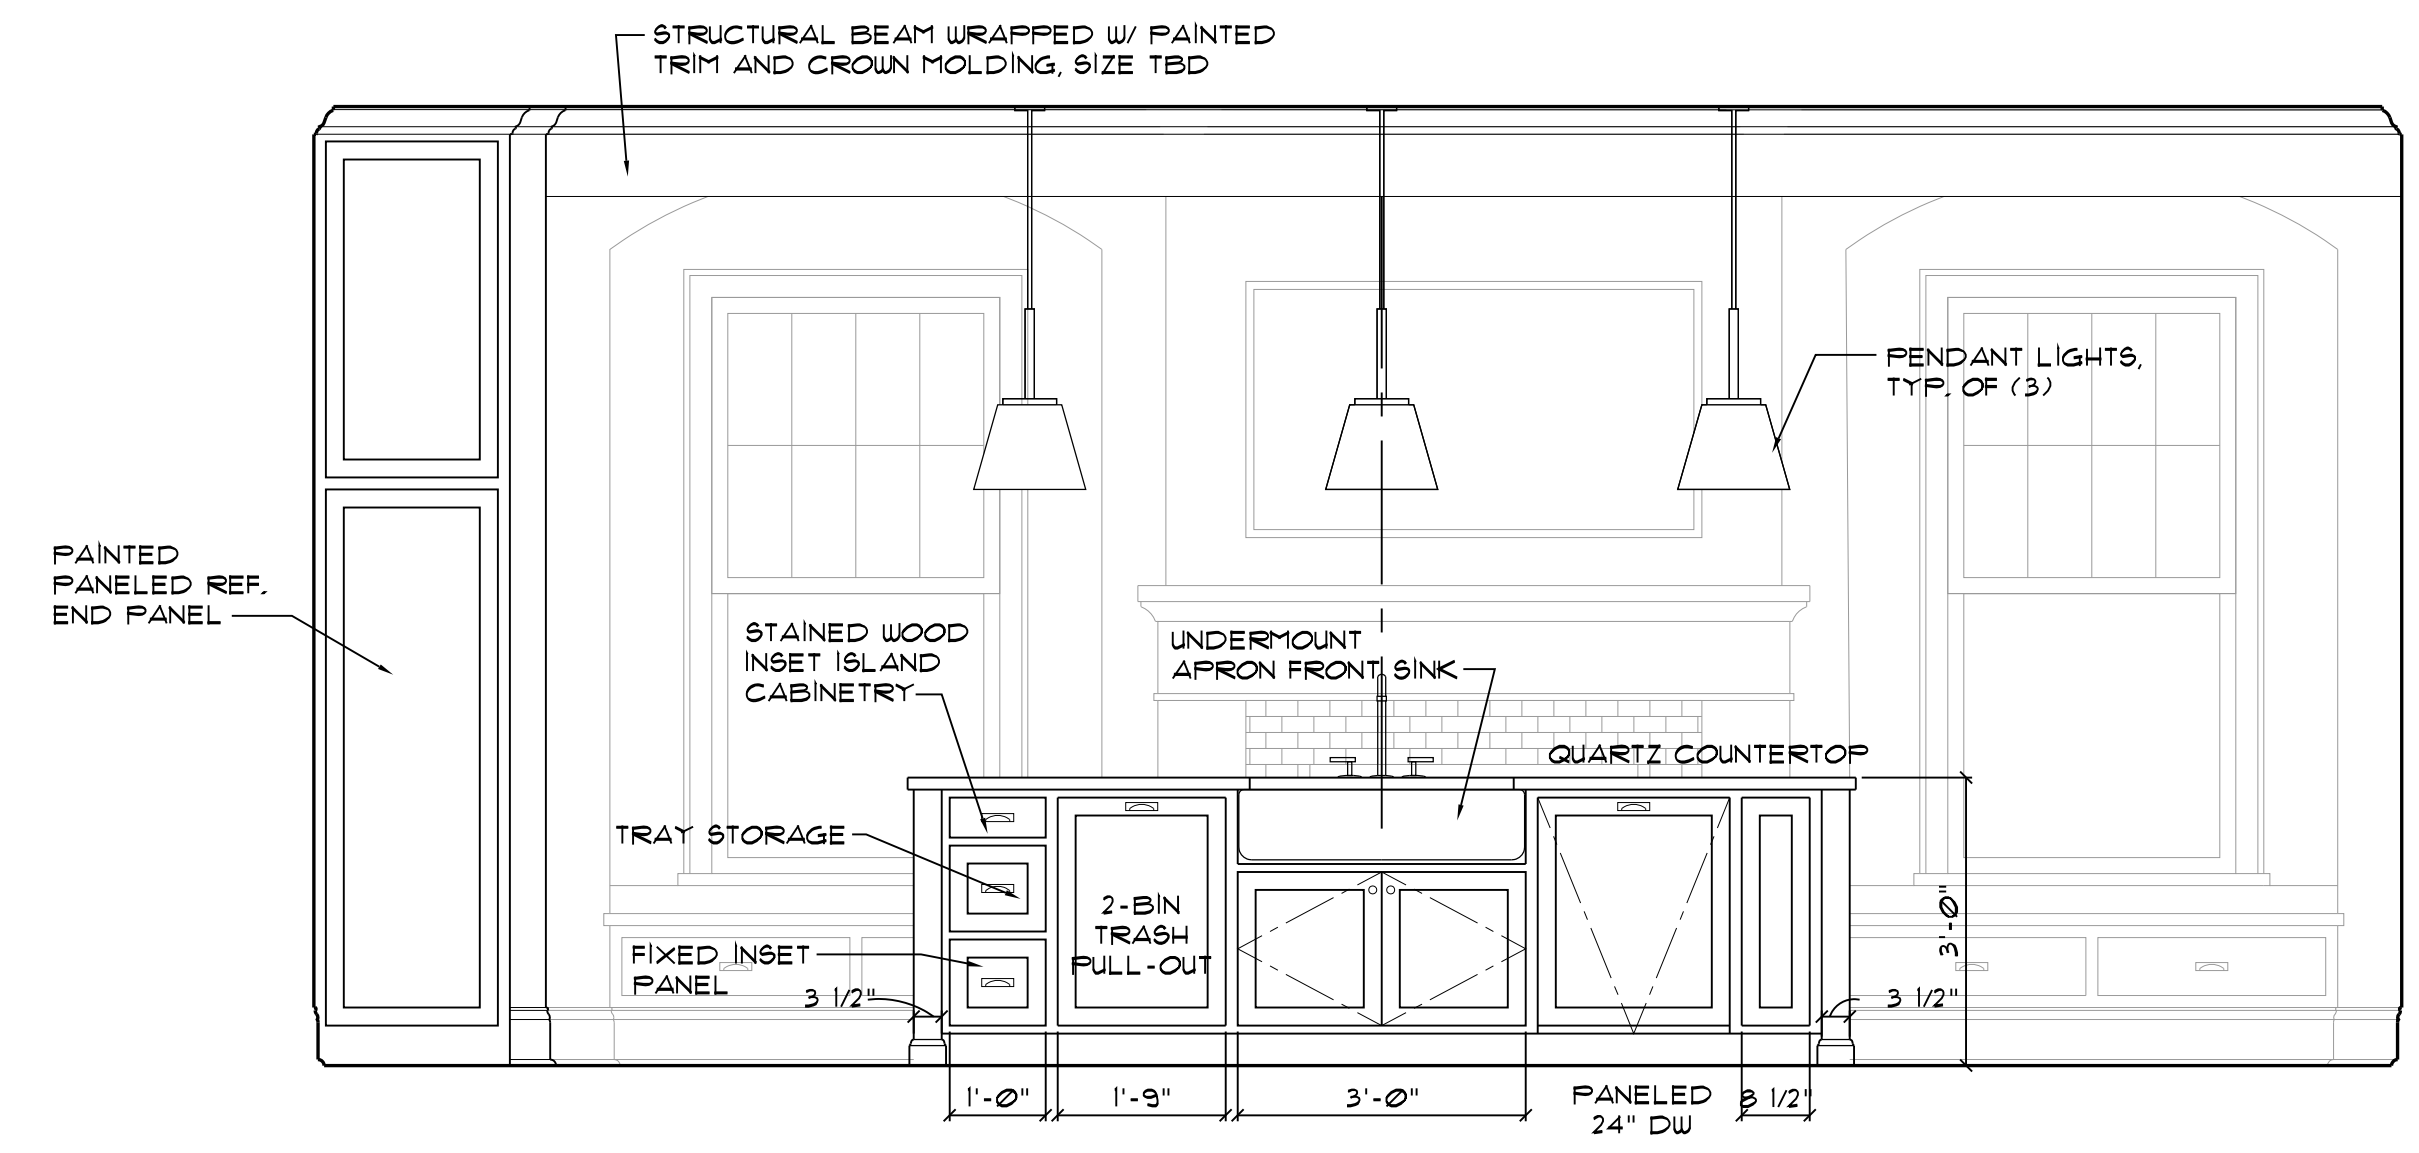 STRUCTURAL BEAM WRAPPED W/ PAINTED
TRIM AND CROWN MOLDING, SIZE TBD
PENDANT LIGHTS,
TYP. OF (3)
PAINTED
PANELED REF.
END PANEL
STAINED WOOD
INSET ISLAND
CABINETRY
UNDERMOUNT
APRON FRONT SINK
QUARTZ COUNTERTOP
TRAY STORAGE
2-BIN
TRASH
PULL-OUT
FIXED INSET
PANEL
3 1/2"
3'-0"
3 1/2"
1'-0"
1'-9"
3'-0"
PANELED
24" DW
8 1/2"